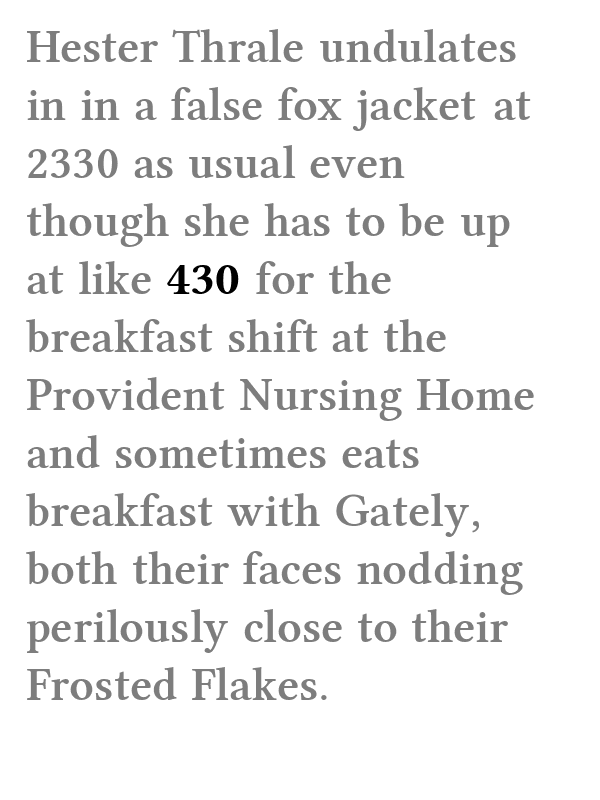 Hester Thrale undulates
in in a false fox jacket at
2330 as usual even
though she has to be up
at like 430 for the
breakfast shift at the
Provident Nursing Home
and sometimes eats
breakfast with Gately,
both their faces nodding
perilously close to their
Frosted Flakes.